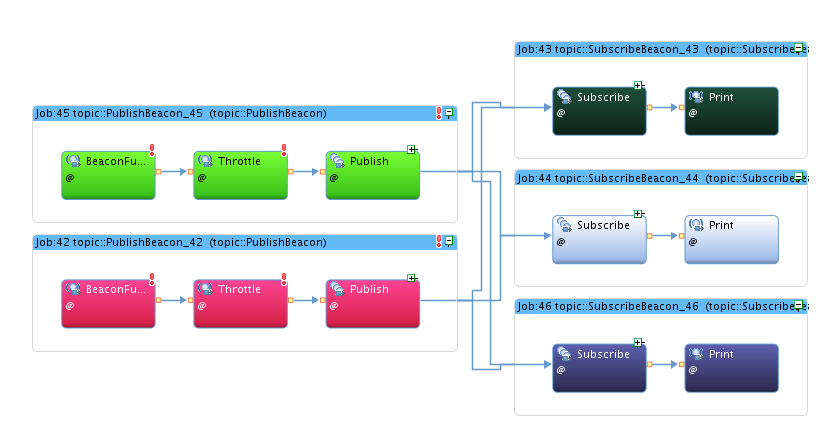 Job:45 topic::PublishBeacon_45 (topic::PublishBeacon)
BeaconFu...
@
Throttle
@
Publish
@
Job:42 topic::PublishBeacon_42 (topic::PublishBeacon)
BeaconFu...
@
Throttle
@
Publish
@
Job:43 topic::SubscribeBeacon_43 (topic::Subscribe
Subscribe
@
Print
@
Job:44 topic::SubscribeBeacon_44 (topic::Subscribe
Subscribe
@
Print
@
Job:46 topic::SubscribeBeacon_46 (topic::Subscribe
Subscribe
@
Print
@